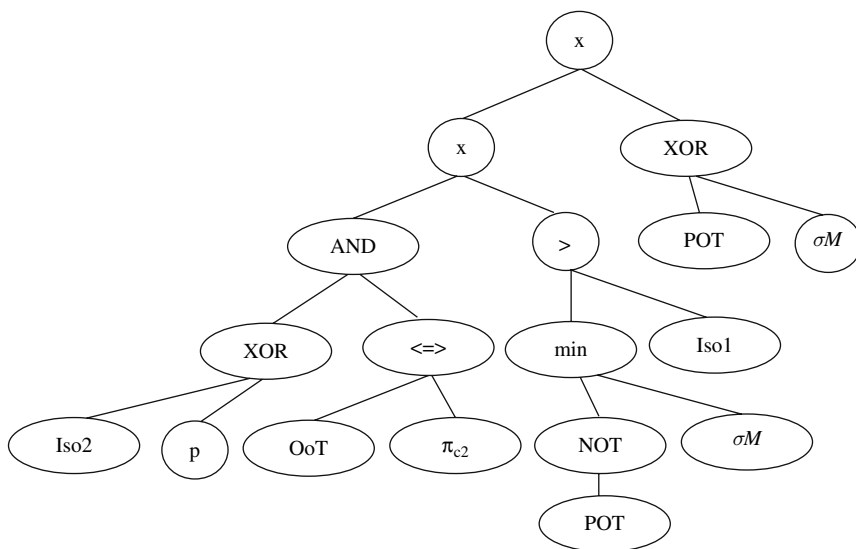 x
x
XOR
AND
>
POT
σM
XOR
<=>
min
Iso1
Iso2
p
OoT
πc2
NOT
σM
POT